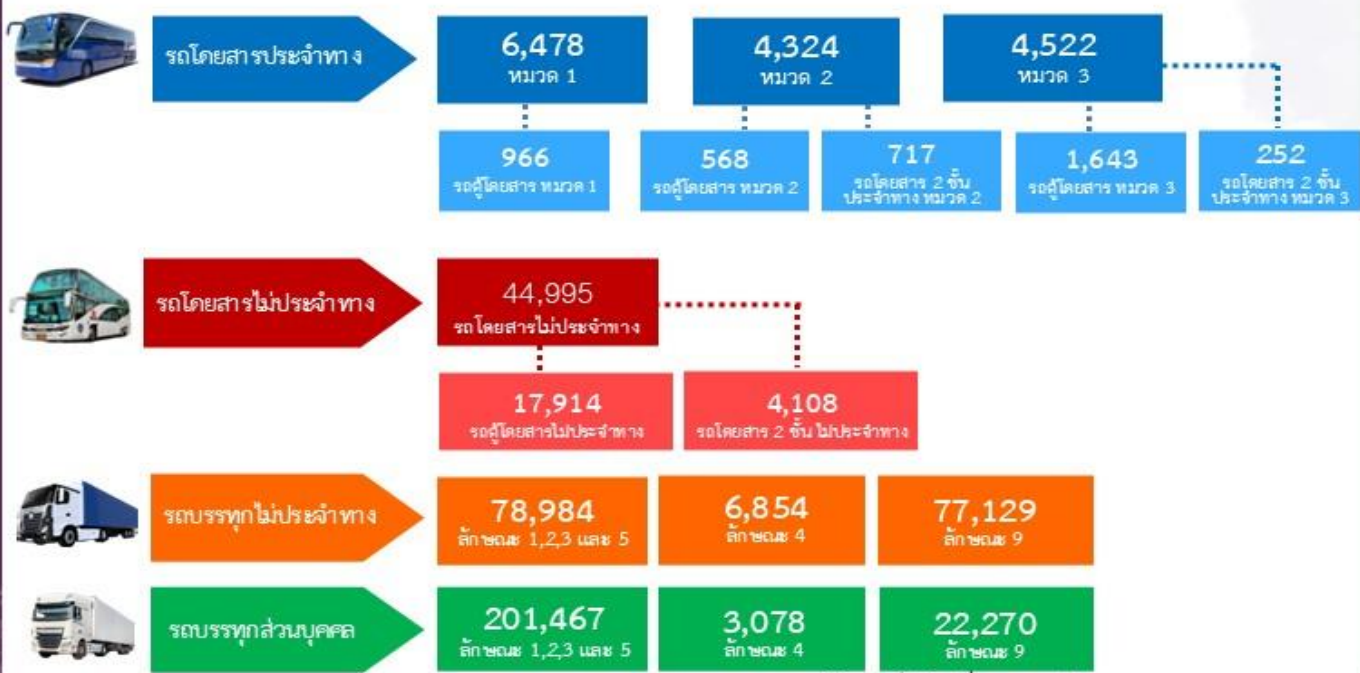 รถโดยสารประจำทาง
6,478
หมวด 1
4,324
หมวด 2
4,522
หมวด 3
966
รถตู้โดยสาร หมวด 1
568
รถตู้โดยสาร หมวด 2
717
รถโดยสาร 2 ชั้น
ประจำทาง หมวด 2
1,643
รถตู้โดยสาร หมวด 3
252
รถโดยสาร 2 ชั้น
ประจำทาง หมวด 3
รถโดยสารไม่ประจำทาง
44,995
รถโดยสารไม่ประจำทาง
17,914
รถตู้โดยสารไม่ประจำทาง
4,108
รถโดยสาร 2 ชั้น ไม่ประจำทาง
รถบรรทุกไม่ประจำทาง
78,984
ลักษณะ 1,2,3 และ 5
6,854
ลักษณะ 4
77,129
ลักษณะ 9
รถบรรทุกส่วนบุคคล
201,467
ลักษณะ 1,2,3 และ 5
3,078
ลักษณะ 4
22,270
ลักษณะ 9